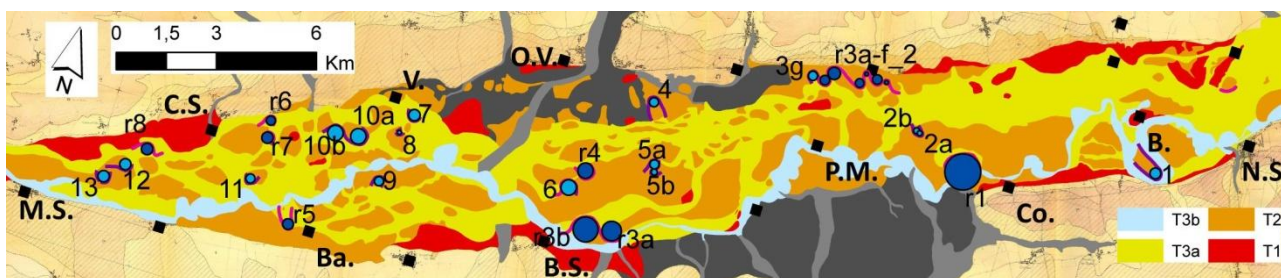 0 1,5 3 6
Km
N
O.V.
V.
C.S.
r6
r8
r7
10b
10a
7
8
4
3g
r3a-f_2
2b
2a
5a
5b
r4
6
13
12
11
9
r5
r3b
r3a
r1
1
B.
P.M.
M.S.
Ba.
B.S.
Co.
N.S
T3b T2
T3a T1